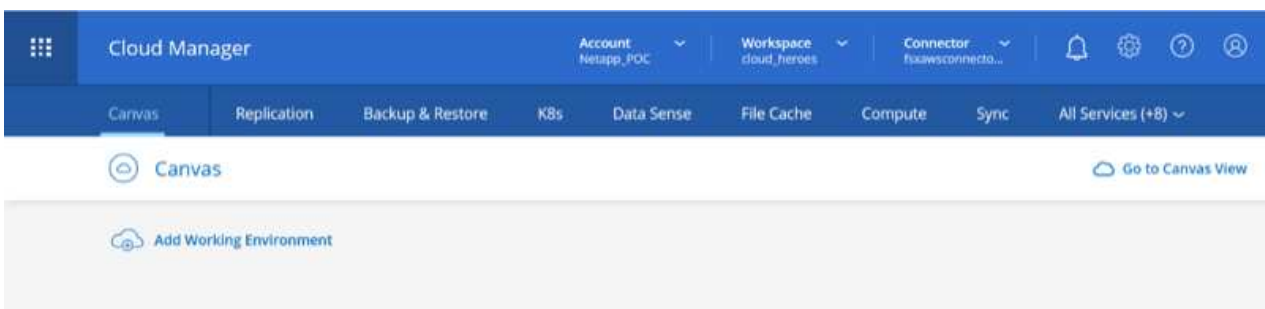 Cloud Manager
Account
Netapp_POC
Workspace
cloud_heroes
Connector
fsxawsconnecto...
Canvas Replication Backup & Restore K8s Data Sense File Cache Compute Sync All Services (+8)
Canvas
Go to Canvas View
Add Working Environment